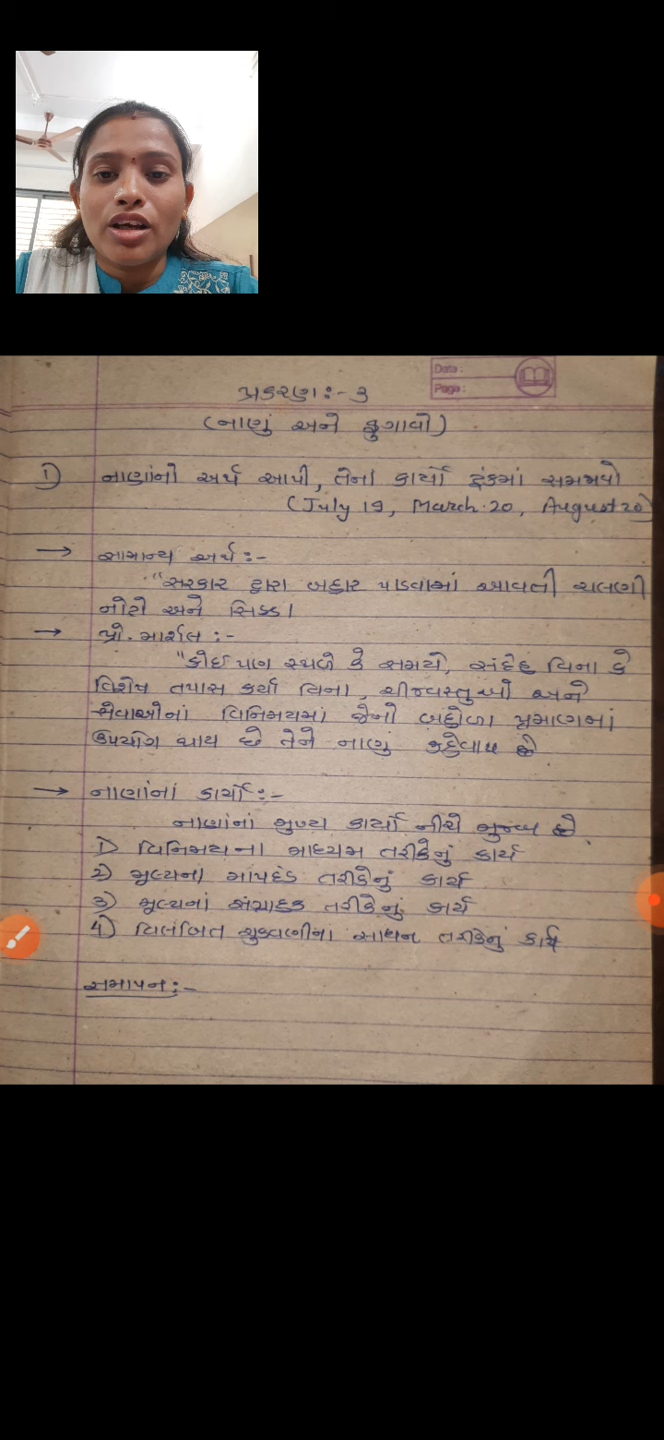 Date :
Page :
પ્રકરણ:- ૩
(નાણું અને ફુગાવો)
① નાણાંનો અર્થ આપી, તેનાં કાર્યો ટૂંકમાં સમજાવો
(July 19, March.20, August 20)
→ સામાન્ય અર્થ:-
"સરકાર દ્વારા બહાર પાડવામાં આવતી ચલણી
નોટો અને સિક્કા
→ પ્રો. માર્શલ :-
"કોઈ પણ સ્થળે કે સમયે, સંદેહ વિના કે
વિશેષ તપાસ કર્યા વિના, ચીજવસ્તુઓ અને
સેવાઓનાં વિનિમયમાં જેનો બહોળા પ્રમાણમાં
ઉપયોગ થાય છે તેને નાણું કહેવાય છે
→ નાણાંનાં કાર્યો:-
નાણાંનાં મુખ્ય કાર્યો નીચે મુજબ છે.
1) વિનિમયના માધ્યમ તરીકેનું કાર્ય
2) મૂલ્યનાં માપદંડ તરીકેનું કાર્ય
3) મૂલ્યનાં સંગ્રાહક તરીકેનું કાર્ય
4) વિલંબિત ચુકવણીના સાધન તરીકેનું કાર્ય
સમાપન:-